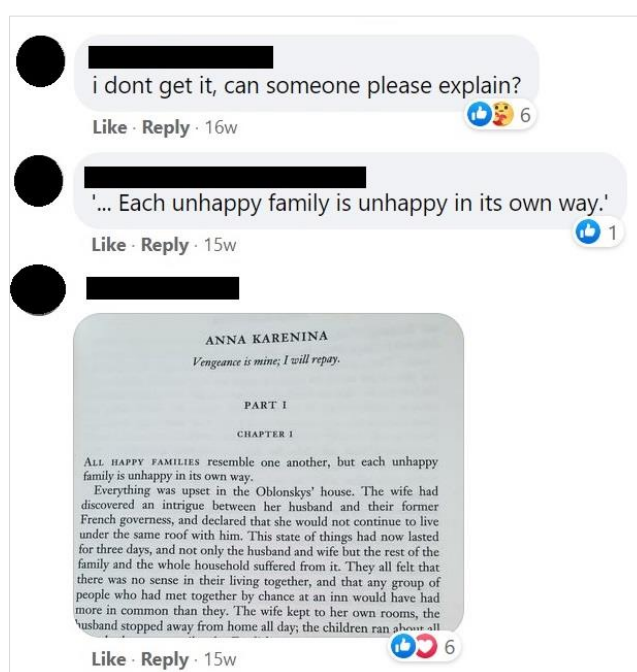 i dont get it, can someone please explain?
6
Like · Reply · 16w
'... Each unhappy family is unhappy in its own way.'
1
Like · Reply · 15w
ANNA KARENINA
Vengeance is mine; I will repay.
PART I
CHAPTER I
ALL HAPPY FAMILIES resemble one another, but each unhappy
family is unhappy in its own way.
Everything was upset in the Oblonskys' house. The wife had
discovered an intrigue between her husband and their former
French governess, and declared that she would not continue to live
under the same roof with him. This state of things had now lasted
for three days, and not only the husband and wife but the rest of the
family and the whole household suffered from it. They all felt that
there was no sense in their living together, and that any group of
people who had met together by chance at an inn would have had
more in common than they. The wife kept to her own rooms, the
husband stopped away from home all day; the children ran about all
6
Like · Reply · 15w